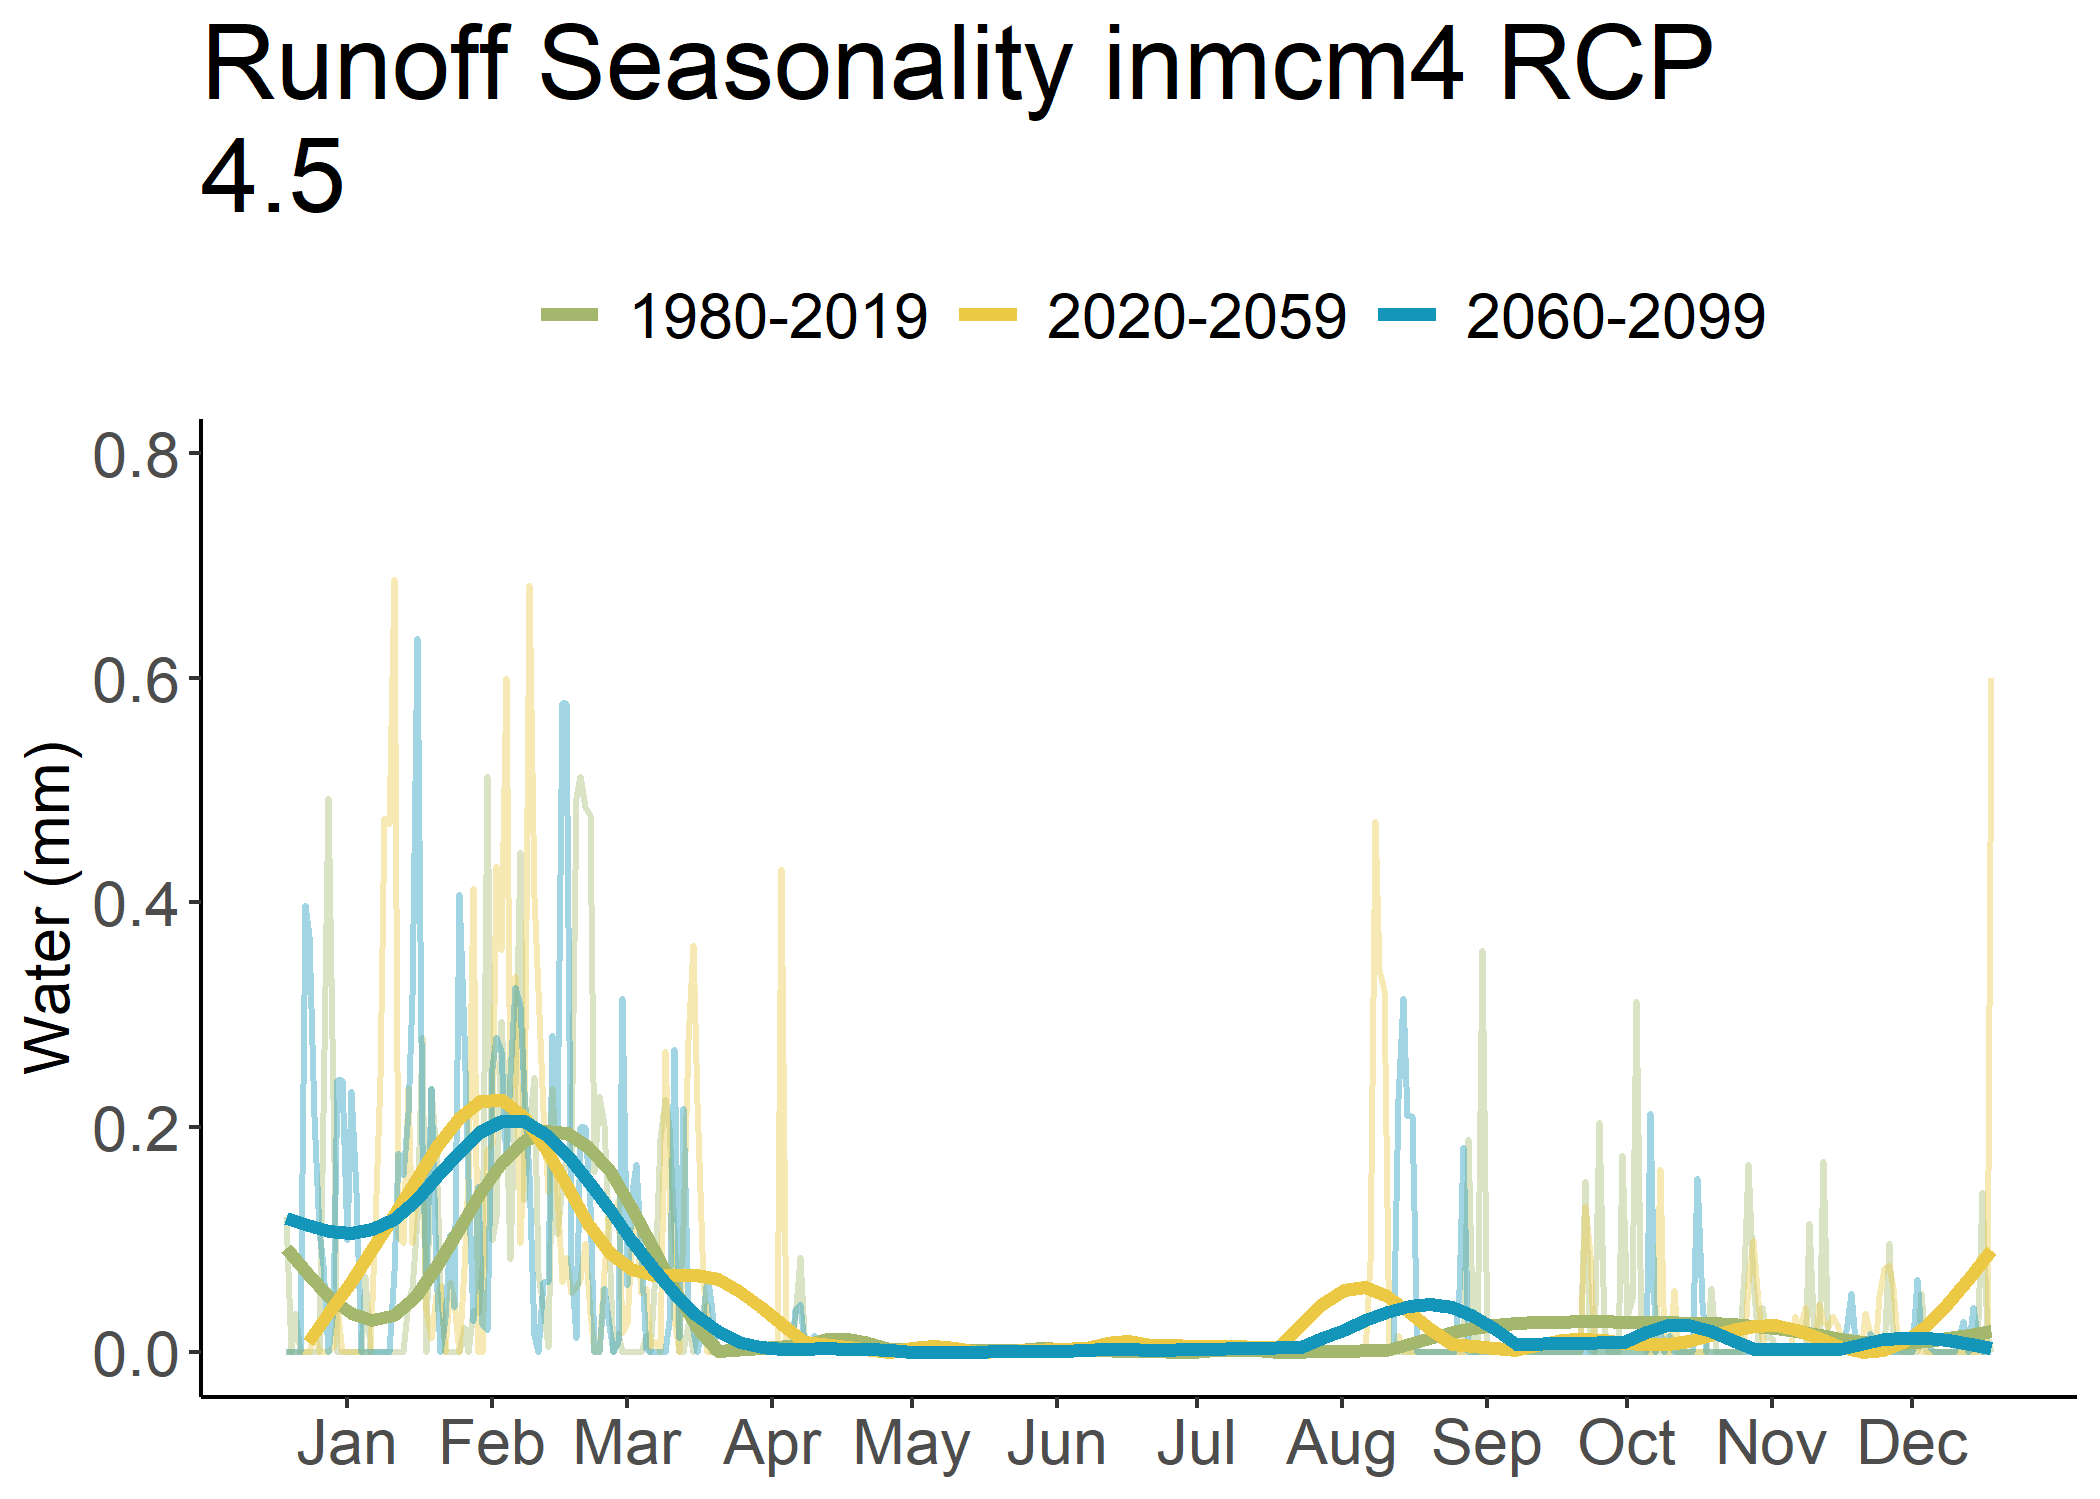 Runoff Seasonality inmcm4 RCP
4.5
1980-2019 2020-2059 2060-2099
Water (mm)
0.8
0.6
0.4
0.2
0.0
Jan Feb Mar Apr May Jun Jul Aug Sep Oct Nov Dec